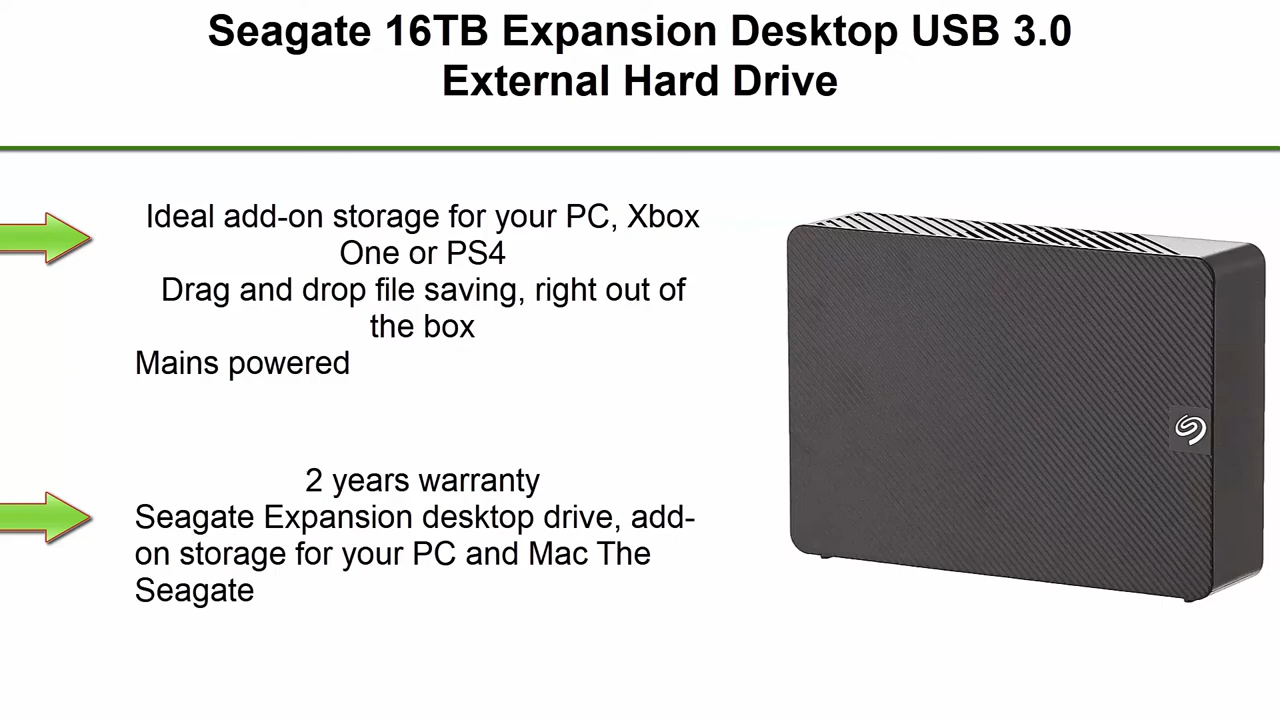 Seagate 16TB Expansion Desktop USB 3.0
External Hard Drive
Ideal add-on storage for your PC, Xbox
One or PS4
Drag and drop file saving, right out of
the box
Mains powered
2 years warranty
Seagate Expansion desktop drive, add-
on storage for your PC and Mac The
Seagate